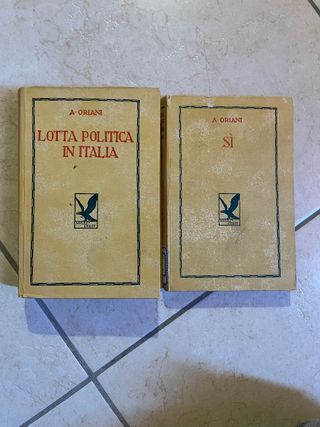 A. ORIANI
LOTTA POLITICA
IN ITALIA
A. ORIANI
SÌ